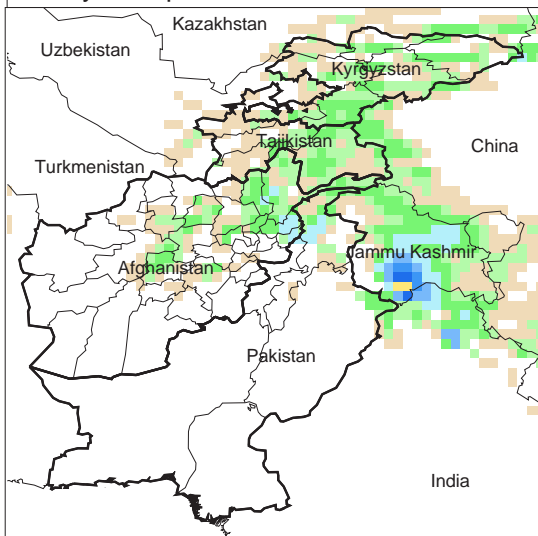 Kazakhstan
Uzbekistan
Kyrgyzstan
Tajikistan
China
Turkmenistan
Jammu Kashmir
Afghanistan
Pakistan
India